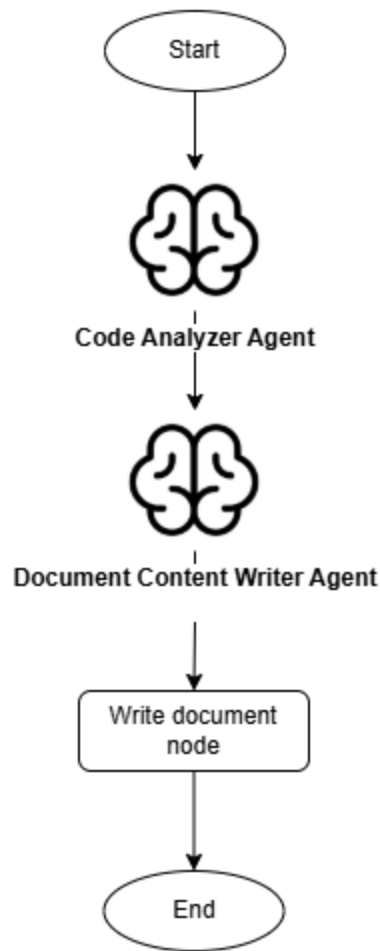 Start
Code Analyzer Agent
Document Content Writer Agent
Write document
node
End